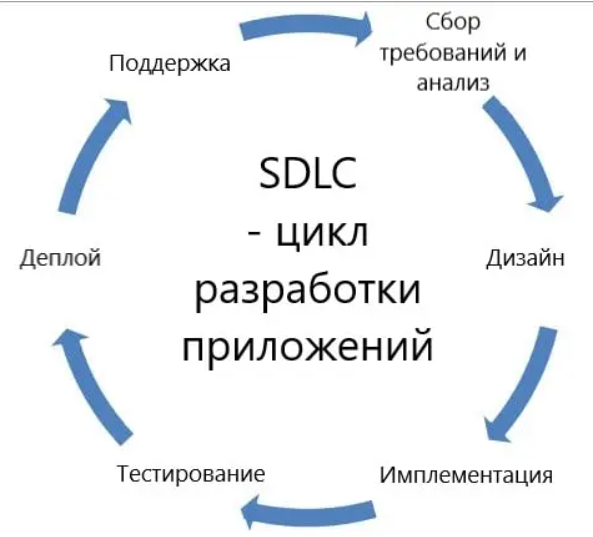 Сбор
требований и
анализ
Поддержка
SDLC
- цикл
разработки
приложений
Деплой
Дизайн
Тестирование
Имплементация